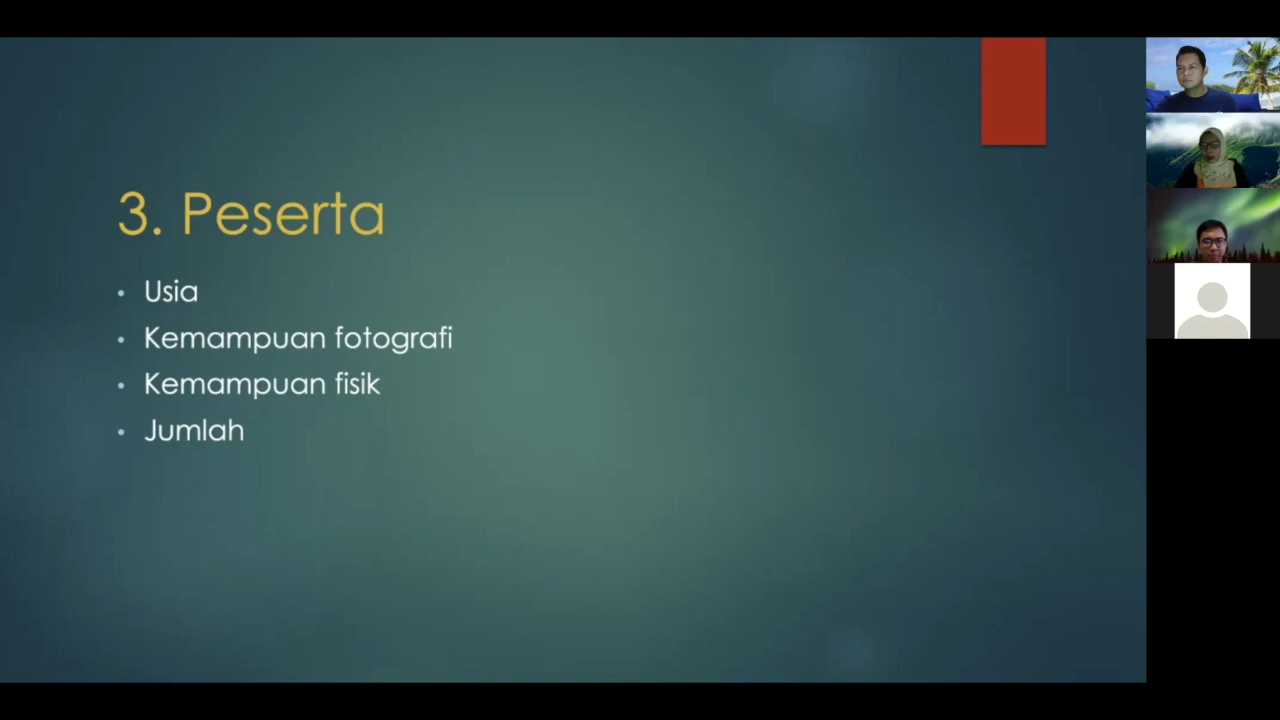 3. Peserta
• Usia
• Kemampuan fotografi
• Kemampuan fisik
• Jumlah